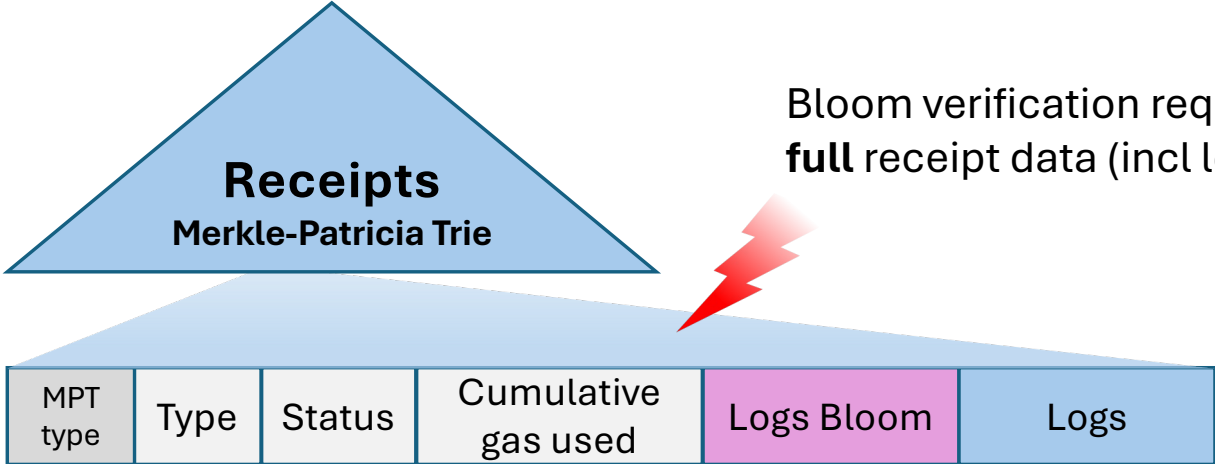 Bloom verification req
full receipt data (incl l
Receipts
Merkle-Patricia Trie
MPT
type
Type
Status
Cumulative
gas used
Logs Bloom
Logs